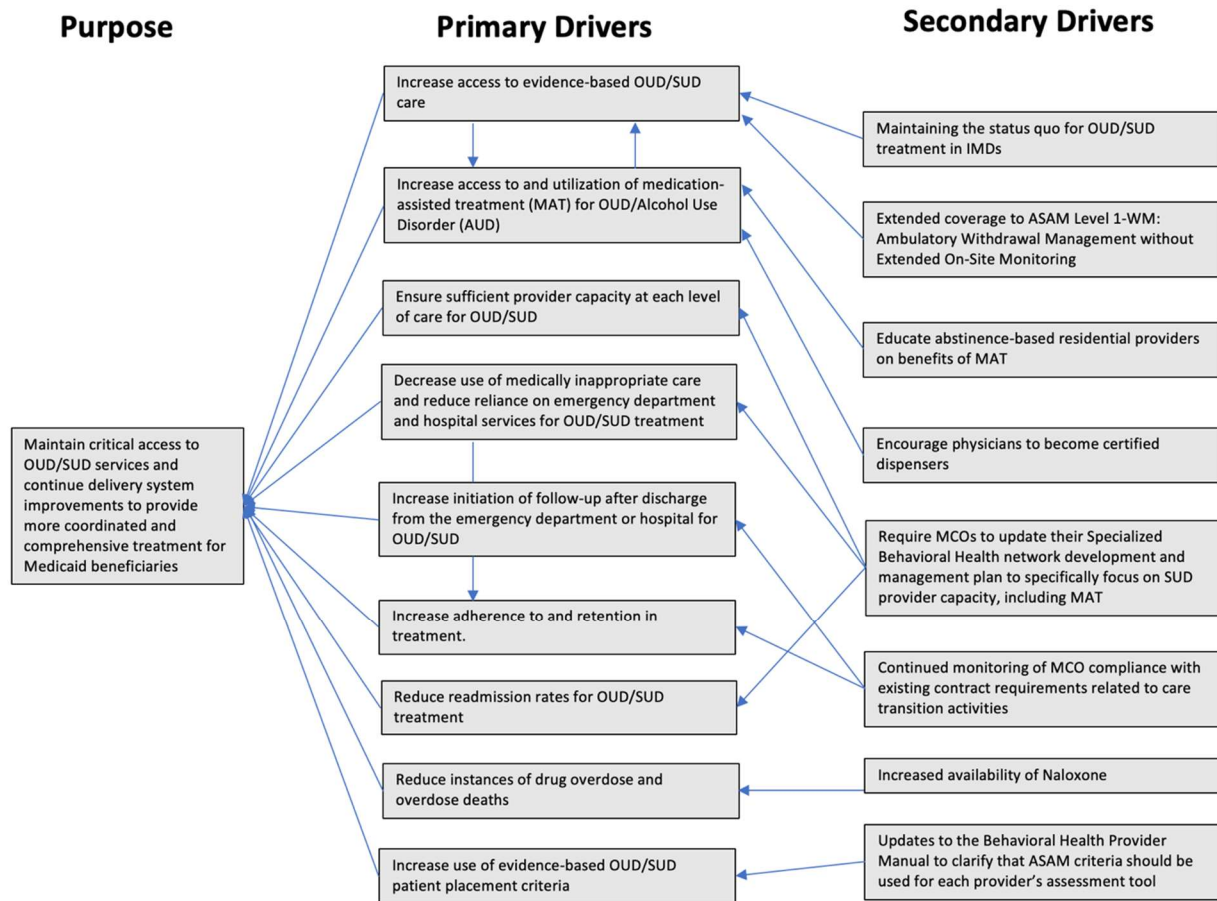 Purpose
Primary Drivers
Secondary Drivers
Increase access to evidence-based OUD/SUD
care
Increase access to and utilization of medication-
assisted treatment (MAT) for OUD/Alcohol Use
Disorder (AUD)
Ensure sufficient provider capacity at each level
of care for OUD/SUD
Decrease use of medically inappropriate care
and reduce reliance on emergency department
and hospital services for OUD/SUD treatment
Maintain critical access to
OUD/SUD services and
continue delivery system
improvements to provide
more coordinated and
comprehensive treatment for
Medicaid beneficiaries
Increase initiation of follow-up after discharge
from the emergency department or hospital for
OUD/SUD
Increase adherence to and retention in
treatment.
Reduce readmission rates for OUD/SUD
treatment
Reduce instances of drug overdose and
overdose deaths
Increase use of evidence-based OUD/SUD
patient placement criteria
Maintaining the status quo for OUD/SUD
treatment in IMDs
Extended coverage to ASAM Level 1-WM:
Ambulatory Withdrawal Management without
Extended On-Site Monitoring
Educate abstinence-based residential providers
on benefits of MAT
Encourage physicians to become certified
dispensers
Require MCOs to update their Specialized
Behavioral Health network development and
management plan to specifically focus on SUD
provider capacity, including MAT
Continued monitoring of MCO compliance with
existing contract requirements related to care
transition activities
Increased availability of Naloxone
Updates to the Behavioral Health Provider
Manual to clarify that ASAM criteria should be
used for each provider's assessment tool